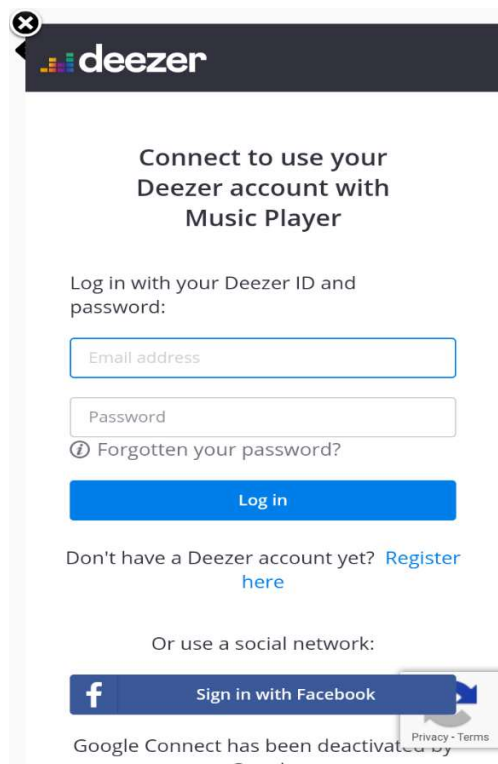 deezer
Connect to use your
Deezer account with
Music Player
Log in with your Deezer ID and
password:
Email address
Password
Forgotten your password?
Log in
Don't have a Deezer account yet? Register
here
Or use a social network:
f Sign in with Facebook
Privacy - Terms
Google Connect has been deactivated by